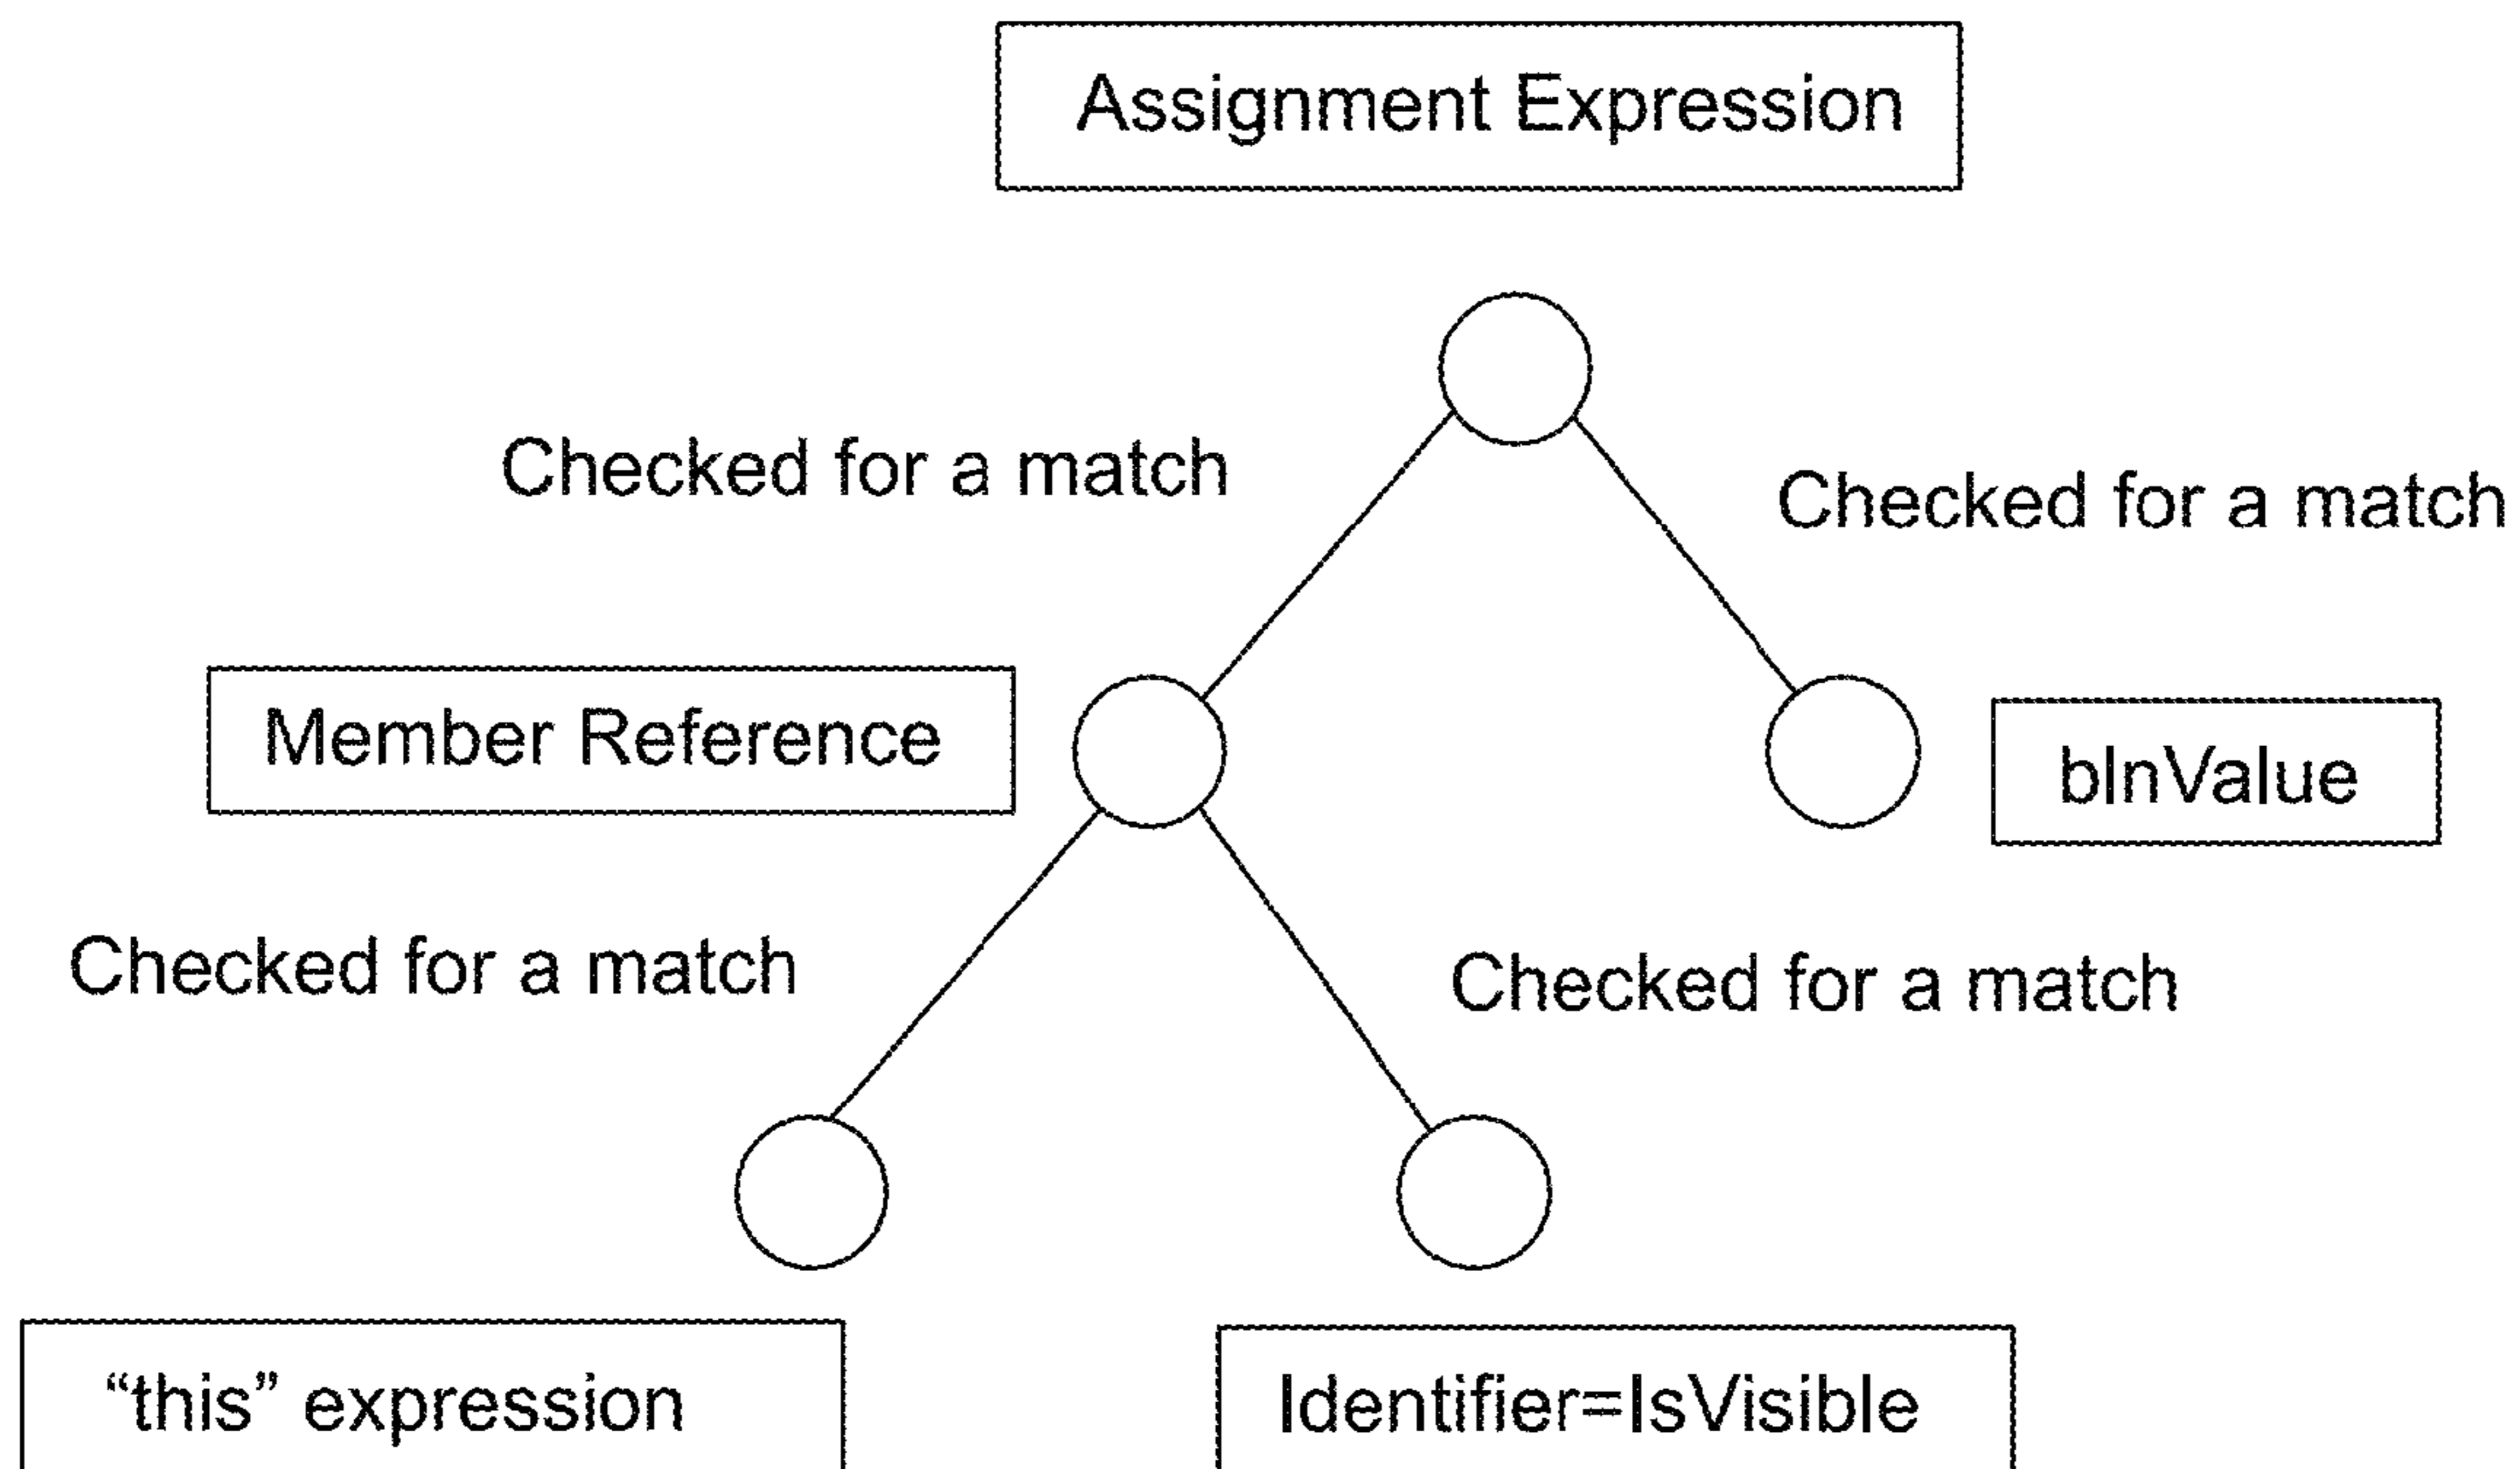 Assignment Expression
Checked for a match
Checked for a match
Member Reference
blnValue
Checked for a match
Checked for a match
“this” expression
Identifier=IsVisible